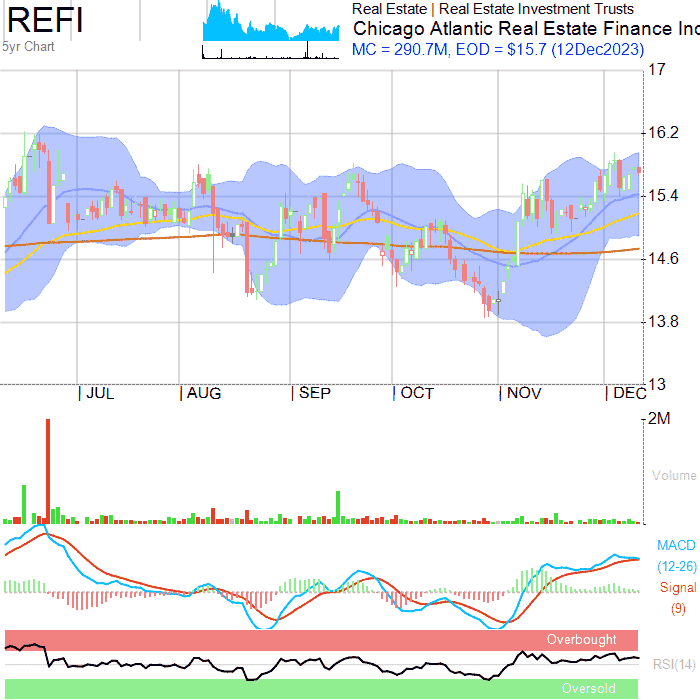 REFI
5yr Chart
Real Estate | Real Estate Investment Trusts
Chicago Atlantic Real Estate Finance Inc
MC = 290.7M, EOD = $15.7 (12Dec2023)
17
16.2
15.4
14.6
13.8
13
| JUL | AUG | SEP | OCT | NOV | DEC
2M
Volume
MACD
(12-26)
Signal
(9)
Overbought
RSI(14)
Oversold